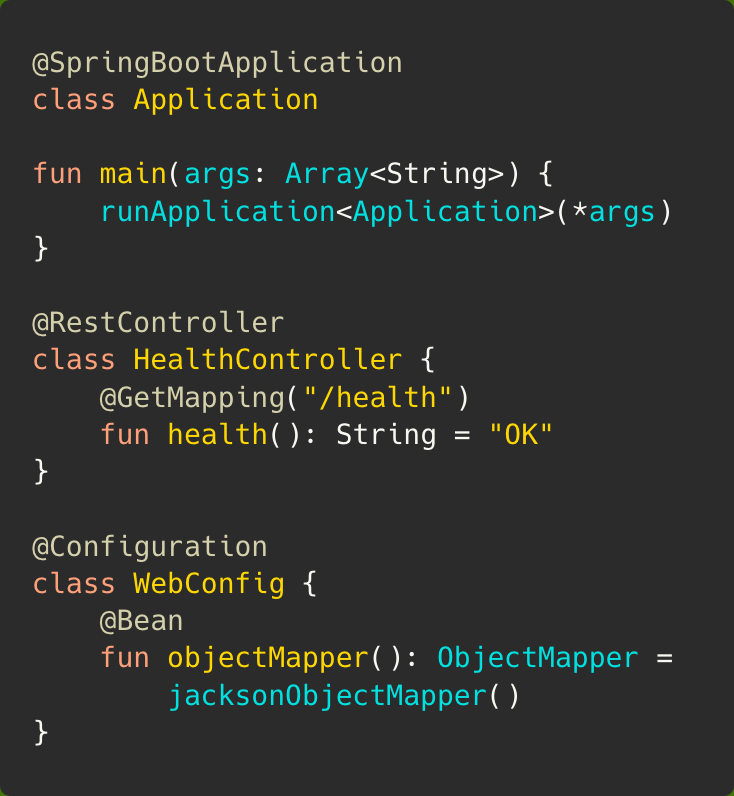 @SpringBootApplication
class Application

fun main(args: Array<String>) {
    runApplication<Application>(*args)
}

@RestController
class HealthController {
    @GetMapping("/health")
    fun health(): String = "OK"
}

@Configuration
class WebConfig {
    @Bean
    fun objectMapper(): ObjectMapper =
        jacksonObjectMapper()
}